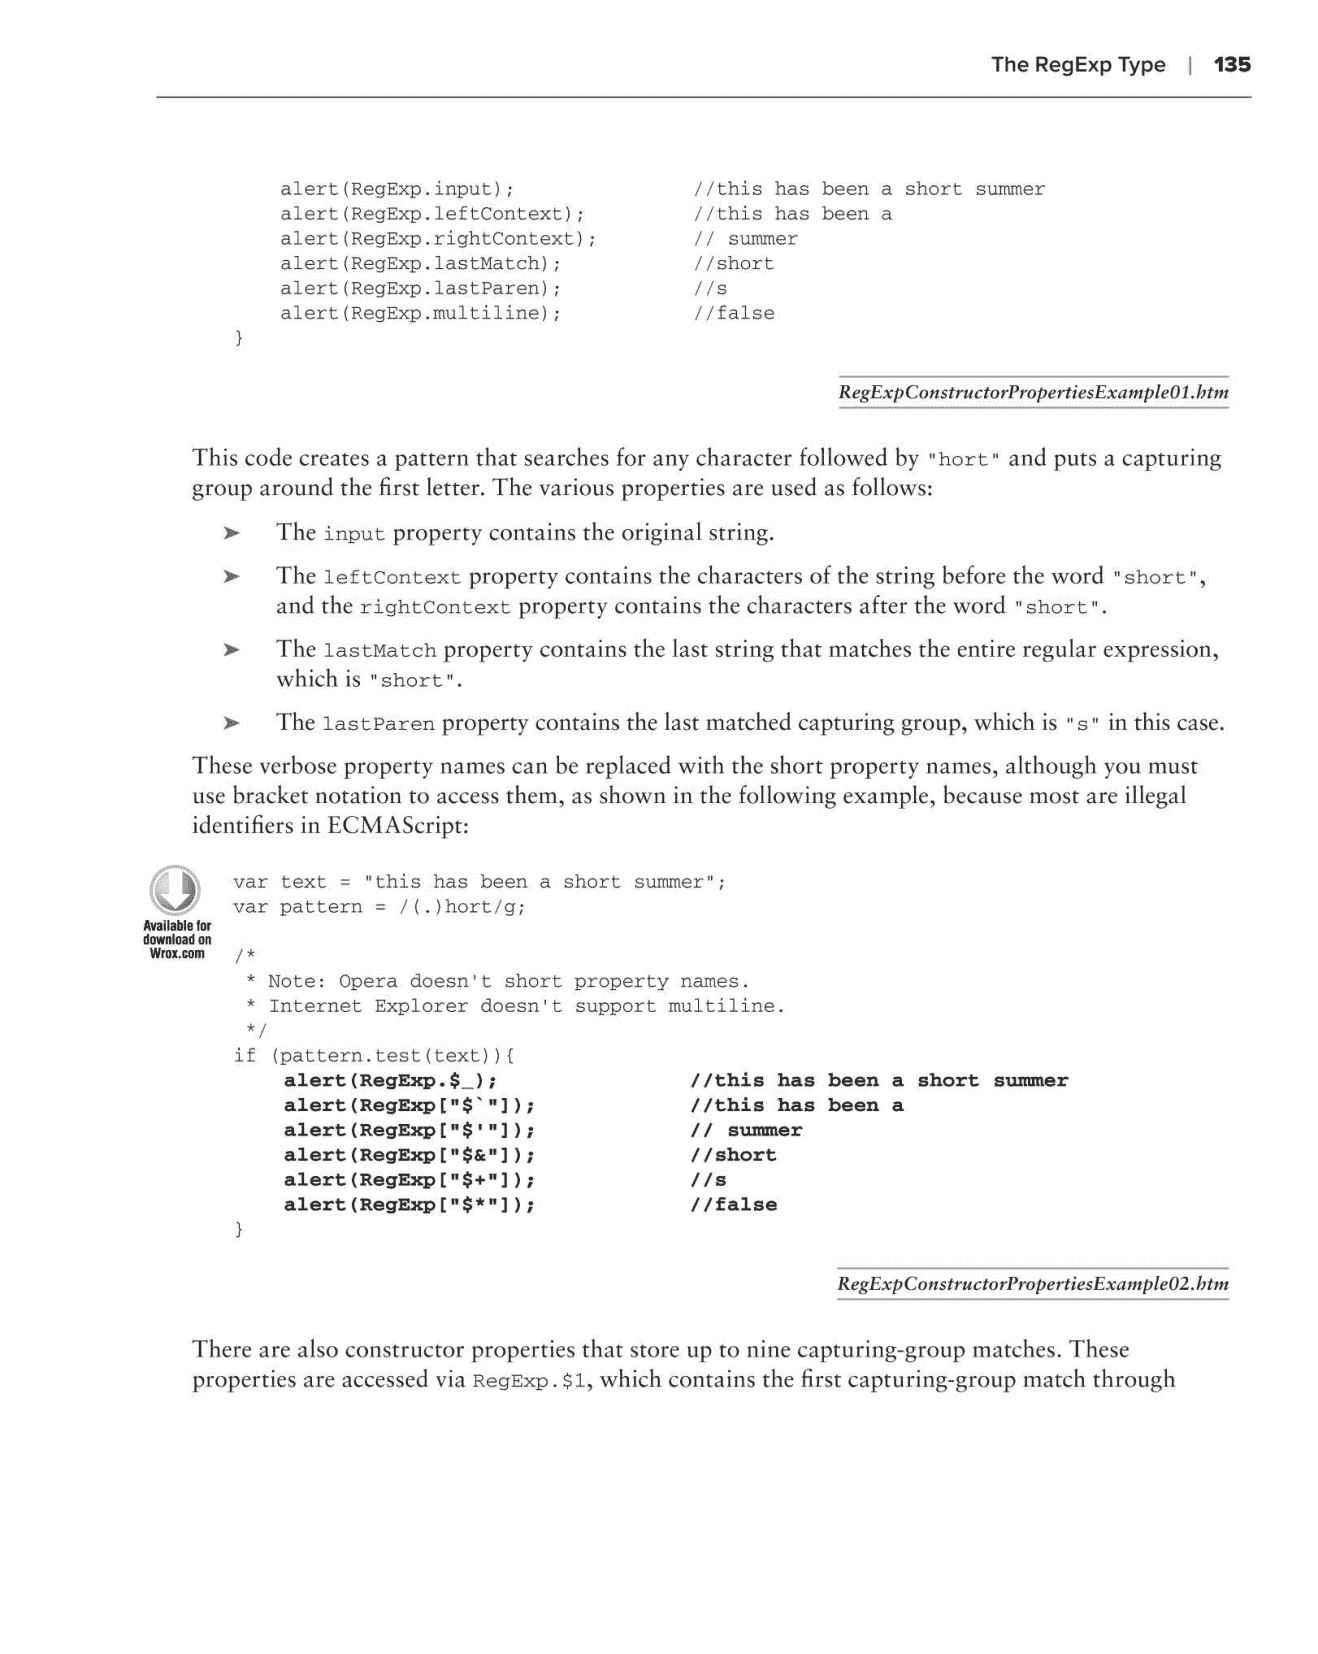 The RegExp Type | 135
alert(RegExp.input); //this has been a short summer
alert(RegExp.leftContext); //this has been a
alert(RegExp.rightContext); // summer
alert(RegExp.lastMatch); //short
alert(RegExp.lastParen); //s
alert(RegExp.multiline); //false
}
RegExpConstructorPropertiesExample01.htm
This code creates a pattern that searches for any character followed by "hort" and puts a capturing
group around the first letter. The various properties are used as follows:
➤ The input property contains the original string.
➤ The leftContext property contains the characters of the string before the word "short",
and the rightContext property contains the characters after the word "short".
➤ The lastMatch property contains the last string that matches the entire regular expression,
which is "short".
➤ The lastParen property contains the last matched capturing group, which is "s" in this case.
These verbose property names can be replaced with the short property names, although you must
use bracket notation to access them, as shown in the following example, because most are illegal
identifiers in ECMAScript:
Available for
download on
Wrox.com
var text = "this has been a short summer";
var pattern = /(.)hort/g;
/*
* Note: Opera doesn't short property names.
* Internet Explorer doesn't support multiline.
*/
if (pattern.test(text)){
alert(RegExp.$_); //this has been a short summer
alert(RegExp["$`"]); //this has been a
alert(RegExp["$'"]); // summer
alert(RegExp["$&"]); //short
alert(RegExp["$+"]); //s
alert(RegExp["$*"]); //false
}
RegExpConstructorPropertiesExample02.htm
There are also constructor properties that store up to nine capturing-group matches. These
properties are accessed via RegExp.$1, which contains the first capturing-group match through